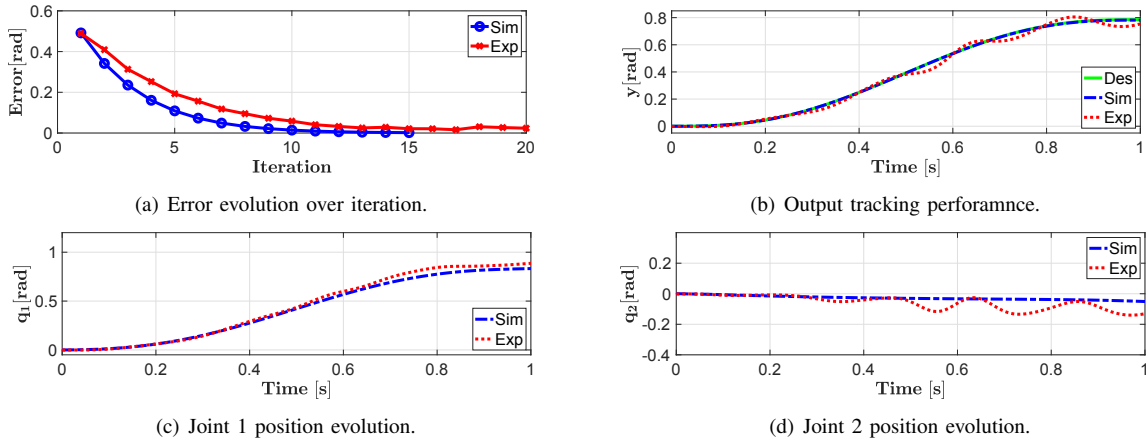 0.6
0.4
0.2
0
Error[rad]
Sim
Exp
5
10
15
20
Iteration
(a) Error evolution over iteration.
0.8
0.6
0.4
0.2
0
y[rad]
Des
Sim
Exp
0
0.2
0.4
0.6
0.8
1
Time [s]
(b) Output tracking perforamnce.
1
0.5
0
q1[rad]
Sim
Exp
0
0.2
0.4
0.6
0.8
1
Time [s]
(c) Joint 1 position evolution.
0.2
0
-0.2
-0.4
q2[rad]
Sim
Exp
0
0.2
0.4
0.6
0.8
1
Time [s]
(d) Joint 2 position evolution.